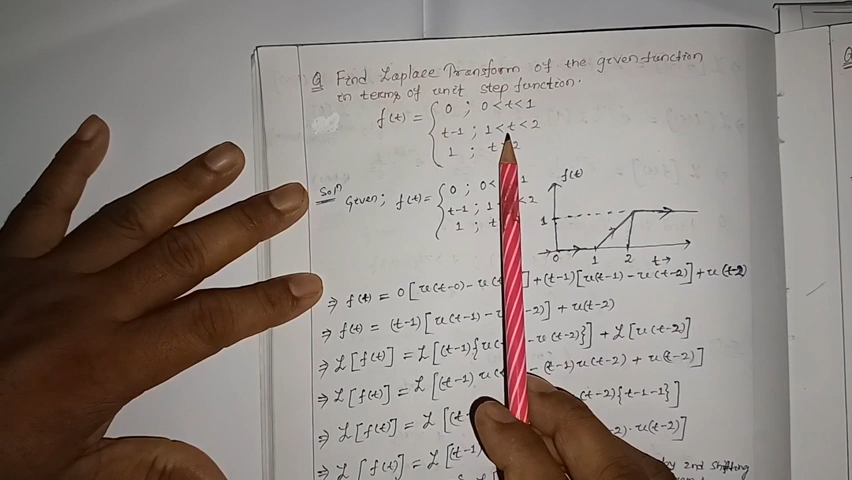 Q Find Laplace Transform of the given function
in terms of unit step function.
f(t) = { 0 ; 0<t<1
t-1 ; 1<t<2
1 ; t 2
Soln
Given; f(t) = { 0 ; 0< 1
t-1 ; 1 <2
1 ; t
f(t)
1
0 1 2 t→
⇒ f(t) = 0[u(t-0) - u(t ] + (t-1)[u(t-1) - u(t-2)] + u(t-2)
⇒ f(t) = (t-1)[u(t-1) - u -2)] + u(t-2)
⇒ L[f(t)] = L[(t-1){u( - u(t-2)}] + L[u(t-2)]
⇒ L[f(t)] = L[(t-1) u( - (t-1)u(t-2) + u(t-2)]
⇒ L[f(t)] = L[(t- (t-2){t-1-1}]
⇒ L[f(t)] = L[(t-1) -2)·u(t-2)]
by 2nd shifting